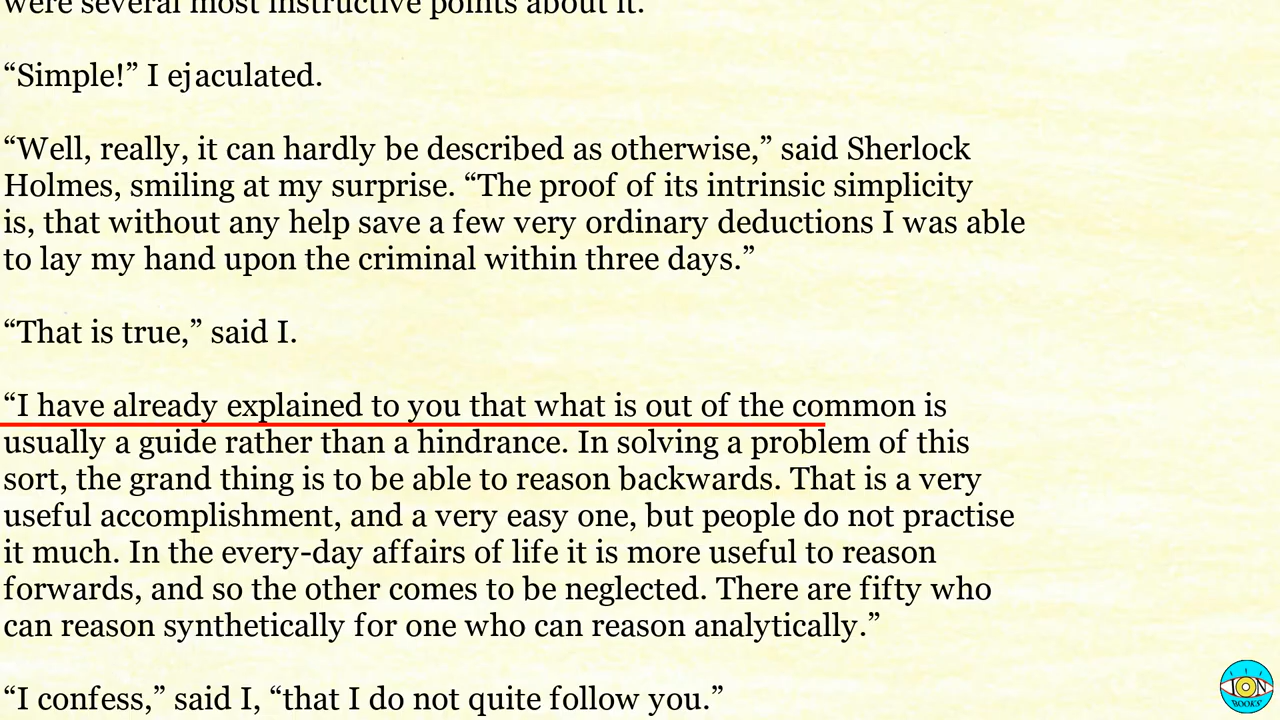 were several most instructive points about it.
“Simple!” I ejaculated.
“Well, really, it can hardly be described as otherwise,” said Sherlock
Holmes, smiling at my surprise. “The proof of its intrinsic simplicity
is, that without any help save a few very ordinary deductions I was able
to lay my hand upon the criminal within three days.”
“That is true,” said I.
“I have already explained to you that what is out of the common is
usually a guide rather than a hindrance. In solving a problem of this
sort, the grand thing is to be able to reason backwards. That is a very
useful accomplishment, and a very easy one, but people do not practise
it much. In the every-day affairs of life it is more useful to reason
forwards, and so the other comes to be neglected. There are fifty who
can reason synthetically for one who can reason analytically.”
“I confess,” said I, “that I do not quite follow you.”
ION
BOOKS